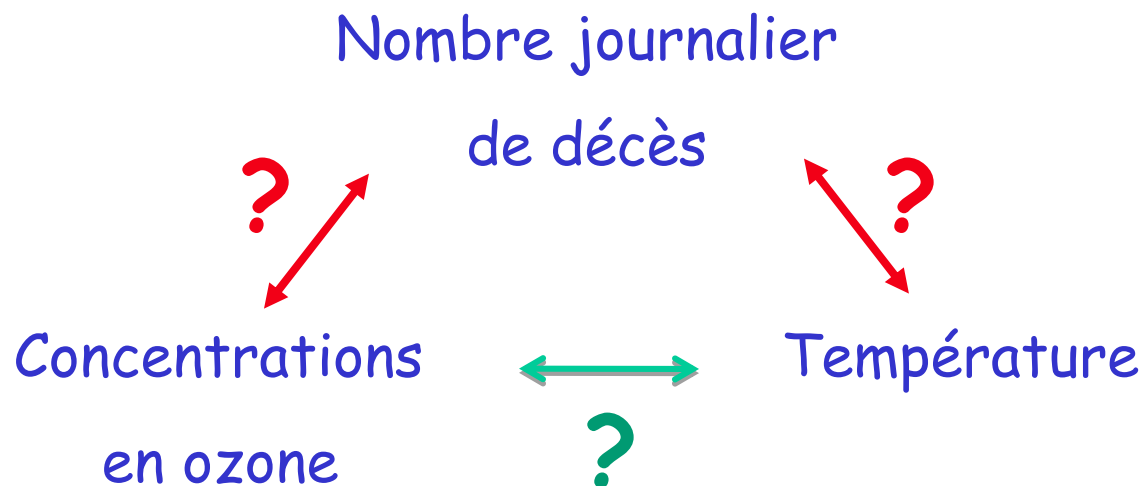 Nombre journalier
de décès
? ?
Concentrations Température
en ozone
?